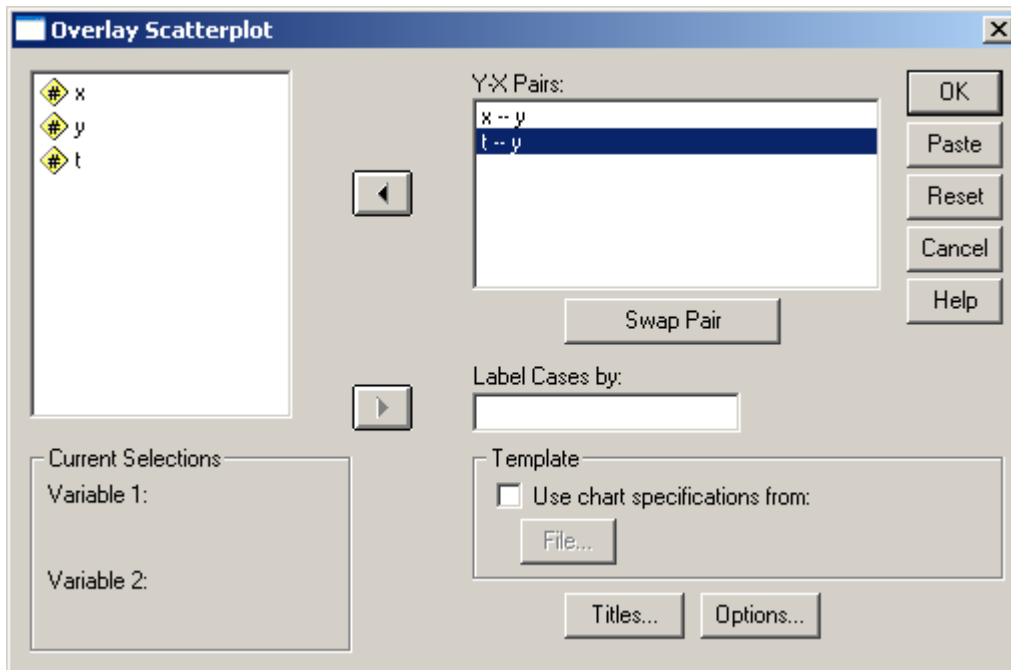 Overlay Scatterplot
x
y
t
Y-X Pairs:
x -- y
t -- y
OK
Paste
Reset
Cancel
Help
Swap Pair
Label Cases by:
Current Selections
Variable 1:
Variable 2:
Template
Use chart specifications from:
File...
Titles...
Options...